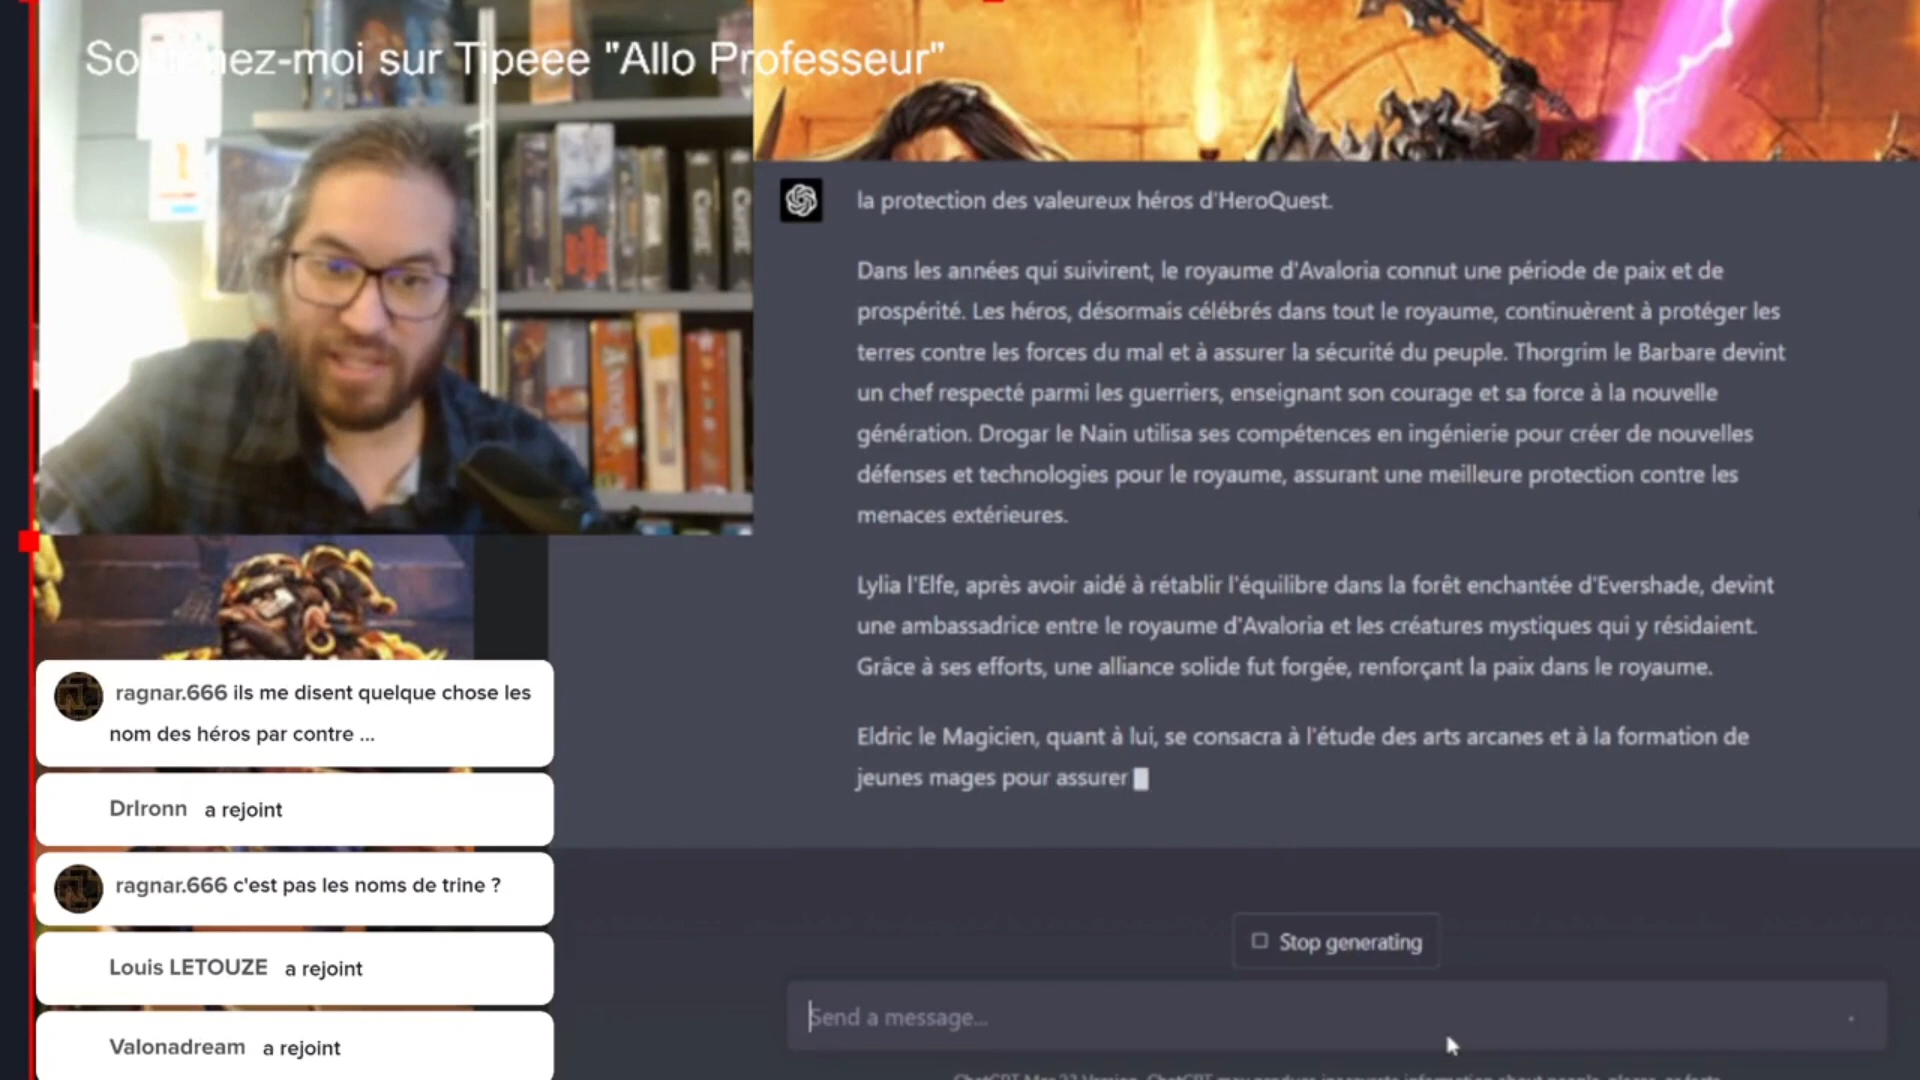 Soutenez-moi sur Tipeee "Allo Professeur"
la protection des valeureux héros d'HeroQuest.
Dans les années qui suivirent, le royaume d'Avaloria connut une période de paix et de
prospérité. Les héros, désormais célébrés dans tout le royaume, continuèrent à protéger les
terres contre les forces du mal et à assurer la sécurité du peuple. Thorgrim le Barbare devint
un chef respecté parmi les guerriers, enseignant son courage et sa force à la nouvelle
génération. Drogar le Nain utilisa ses compétences en ingénierie pour créer de nouvelles
défenses et technologies pour le royaume, assurant une meilleure protection contre les
menaces extérieures.
Lylia l'Elfe, après avoir aidé à rétablir l'équilibre dans la forêt enchantée d'Evershade, devint
une ambassadrice entre le royaume d'Avaloria et les créatures mystiques qui y résidaient.
Grâce à ses efforts, une alliance solide fut forgée, renforçant la paix dans le royaume.
Eldric le Magicien, quant à lui, se consacra à l'étude des arts arcanes et à la formation de
jeunes mages pour assurer
ragnar.666 ils me disent quelque chose les
nom des héros par contre ...
DrIronn a rejoint
ragnar.666 c'est pas les noms de trine ?
Louis LETOUZE a rejoint
Valonadream a rejoint
Stop generating
Send a message...